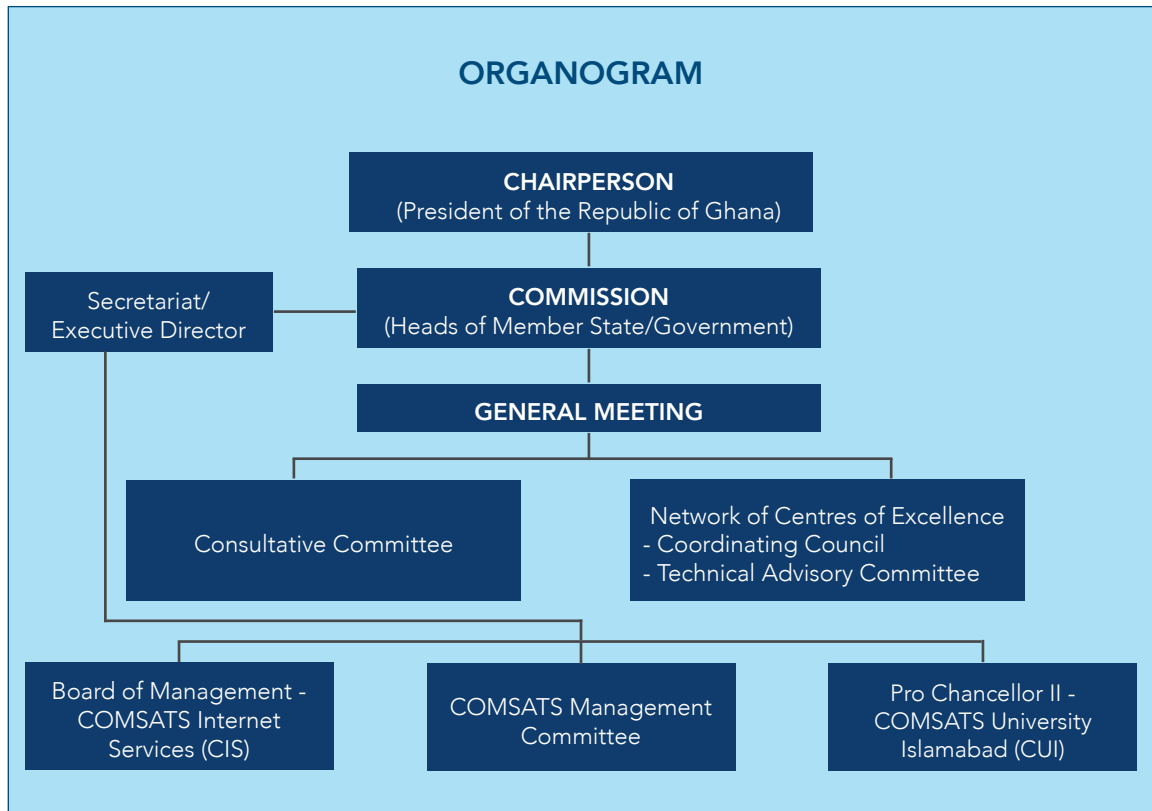 ORGANOGRAM
CHAIRPERSON
(President of the Republic of Ghana)
Secretariat/
Executive Director
COMMISSION
(Heads of Member State/Government)
GENERAL MEETING
Consultative Committee
Network of Centres of Excellence
- Coordinating Council
- Technical Advisory Committee
Board of Management -
COMSATS Internet
Services (CIS)
COMSATS Management
Committee
Pro Chancellor II -
COMSATS University
Islamabad (CUI)